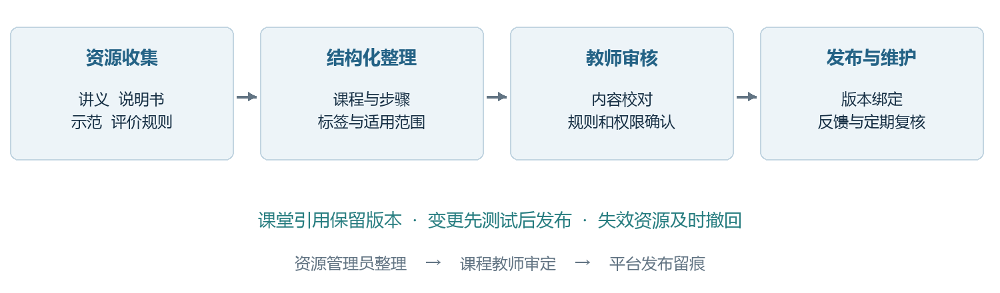 资源收集
讲义 说明书
示范 评价规则
结构化整理
课程与步骤
标签与适用范围
教师审核
内容校对
规则和权限确认
发布与维护
版本绑定
反馈与定期复核
课堂引用保留版本 · 变更先测试后发布 · 失效资源及时撤回
资源管理员整理 → 课程教师审定 → 平台发布留痕